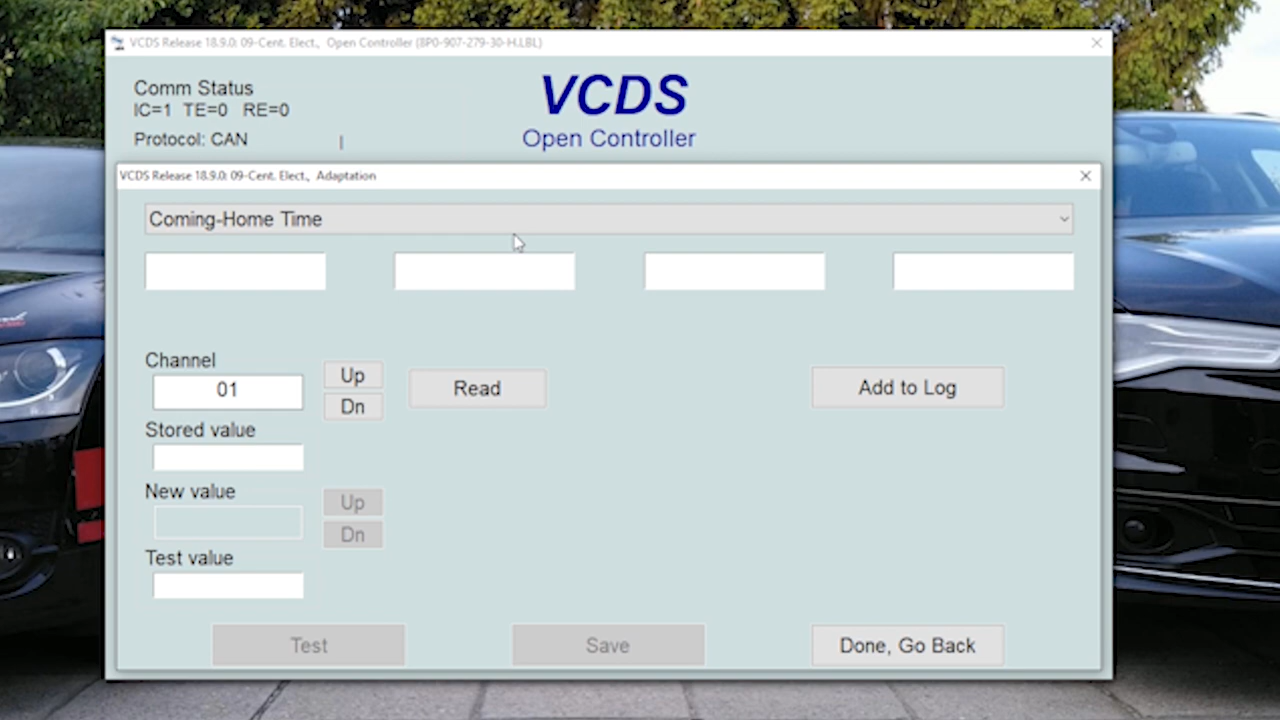 VCDS Release 18.9.0: 09-Cent. Elect., Open Controller (8P0-907-279-30-H.LBL)
Comm Status
IC=1 TE=0 RE=0
Protocol: CAN
|
VCDS
Open Controller
VCDS Release 18.9.0: 09-Cent. Elect., Adaptation
Coming-Home Time
Channel
01
Up
Dn
Read
Add to Log
Stored value
New value
Up
Dn
Test value
Test
Save
Done, Go Back